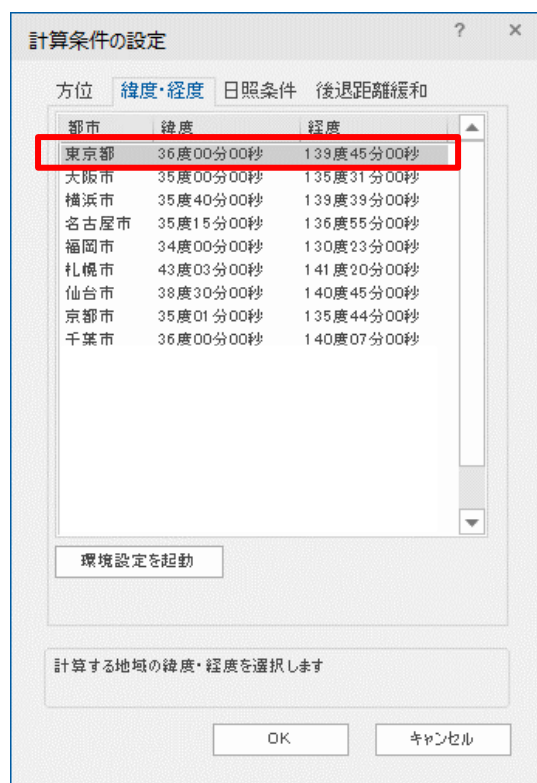 計算条件の設定 ? ×
方位 緯度・経度 日照条件 後退距離緩和
都市 緯度 経度
東京都 36度00分00秒 139度45分00秒
大阪市 35度00分00秒 135度31分00秒
横浜市 35度40分00秒 139度39分00秒
名古屋市 35度15分00秒 136度55分00秒
福岡市 34度00分00秒 130度23分00秒
札幌市 43度03分00秒 141度20分00秒
仙台市 38度30分00秒 140度45分00秒
京都市 35度01分00秒 135度44分00秒
千葉市 36度00分00秒 140度07分00秒
環境設定を起動
計算する地域の緯度・経度を選択します
OK キャンセル